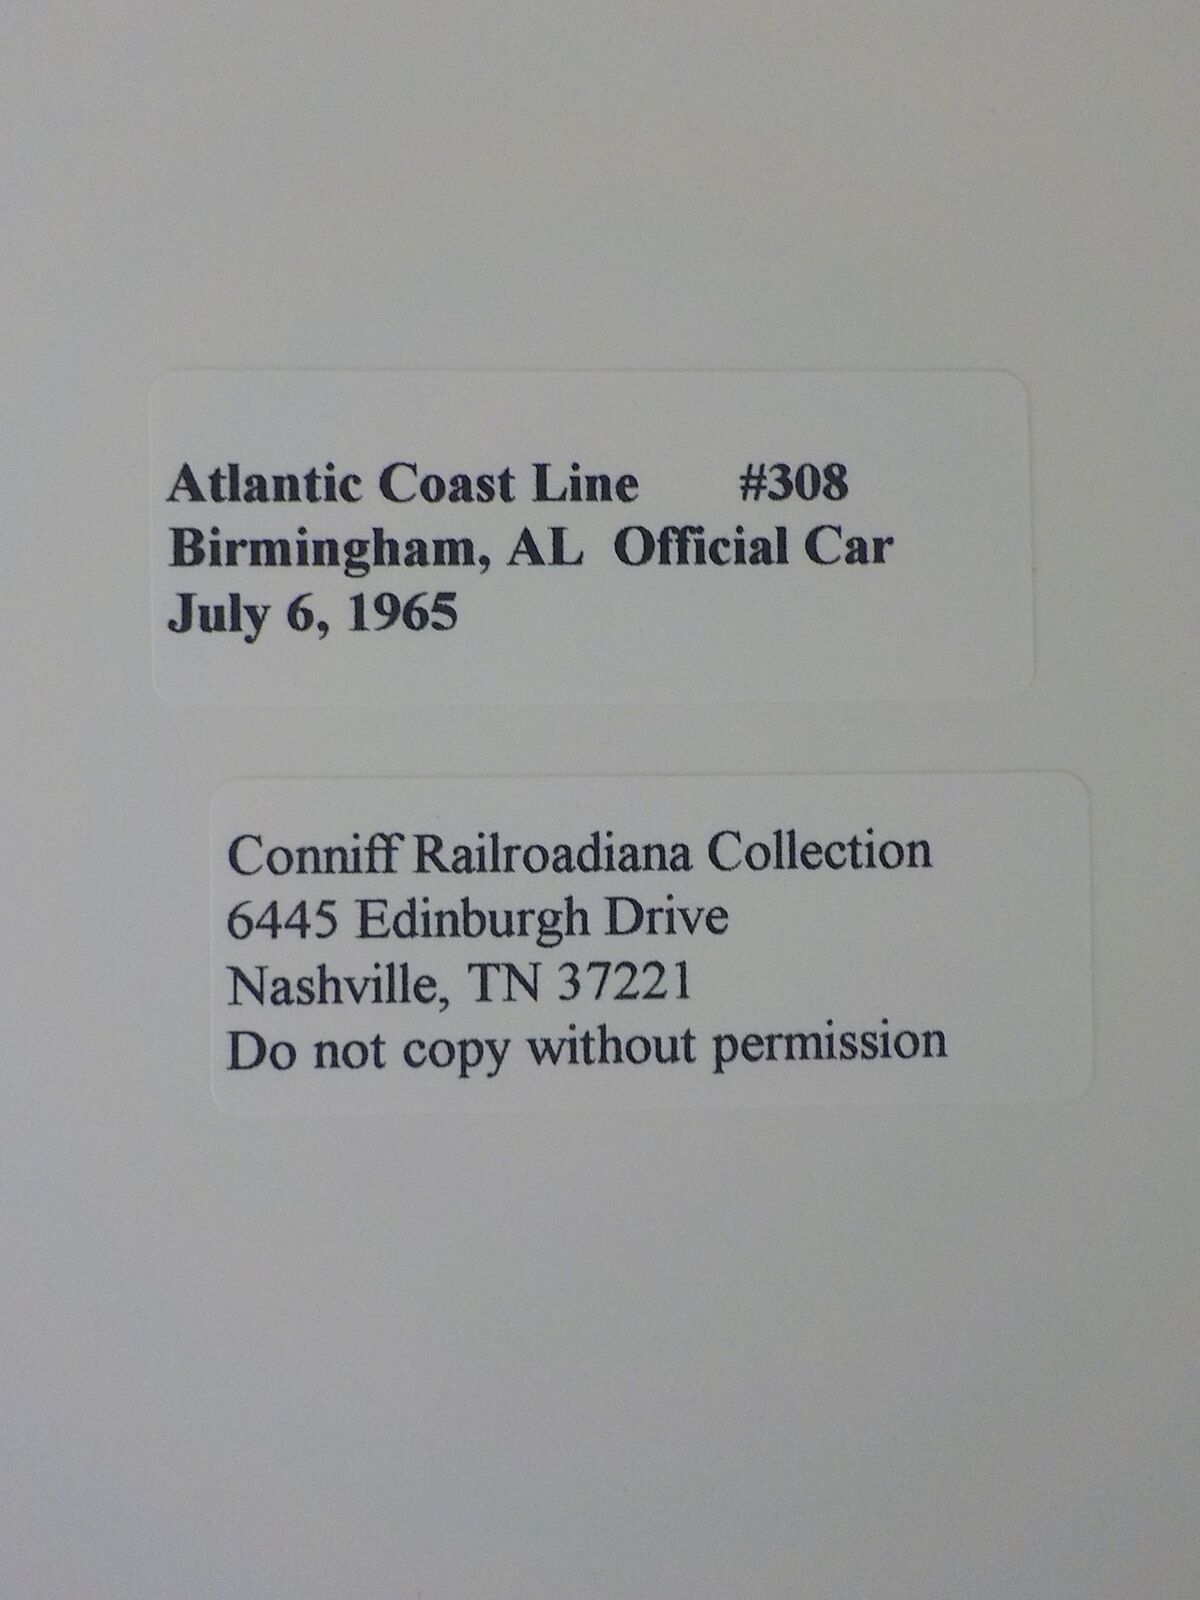 Atlantic Coast Line #308
Birmingham, AL Official Car
July 6, 1965
Conniff Railroadiana Collection
6445 Edinburgh Drive
Nashville, TN 37221
Do not copy without permission